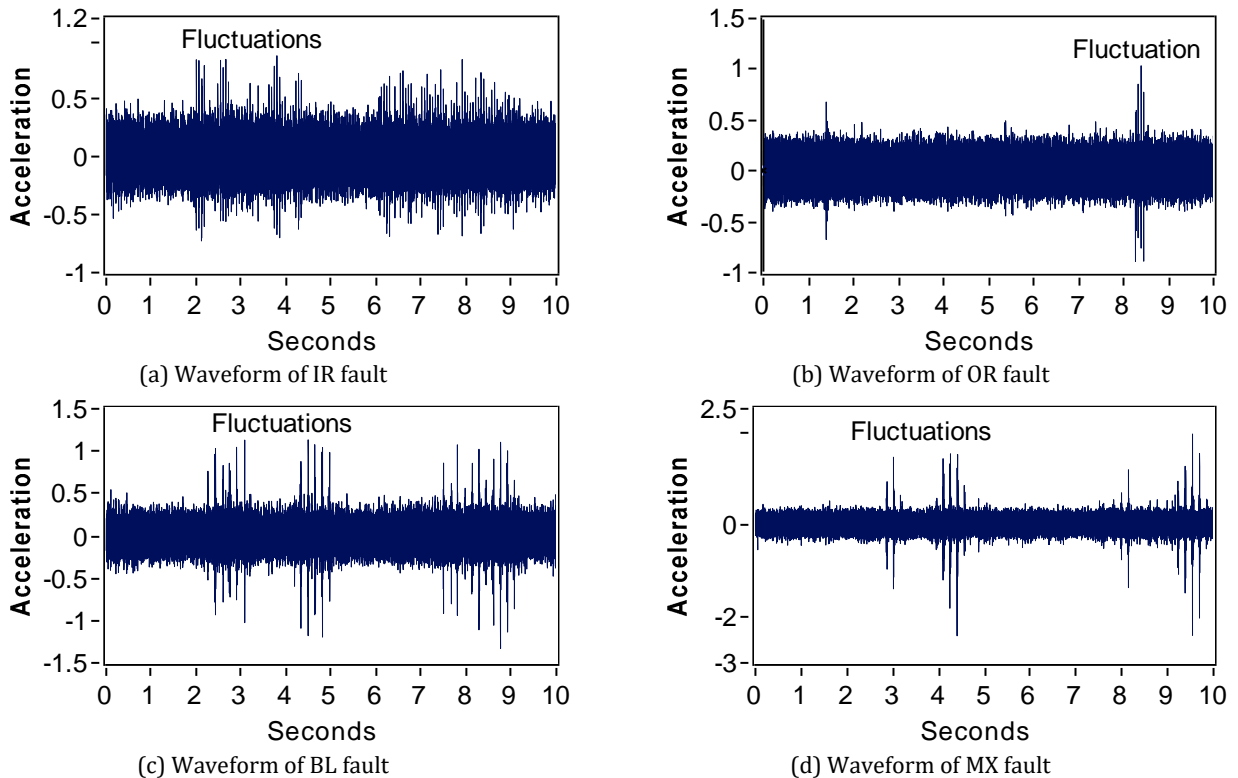 1.2
1.0
Fluctuations
0.5
0
-0.5
-1
0 1 2 3 4 5 6 7 8 9 10
Acceleration
Seconds
(a) Waveform of IR fault
1.5
Fluctuation
1
0.5
0
-0.5
-1
0 1 2 3 4 5 6 7 8 9 10
Acceleration
Seconds
(b) Waveform of OR fault
1.5
Fluctuations
1
0.5
0
-0.5
-1
-1.5
0 1 2 3 4 5 6 7 8 9 10
Acceleration
Seconds
(c) Waveform of BL fault
2.5
Fluctuations
0
-2
-3
0 1 2 3 4 5 6 7 8 9 10
Acceleration
Seconds
(d) Waveform of MX fault